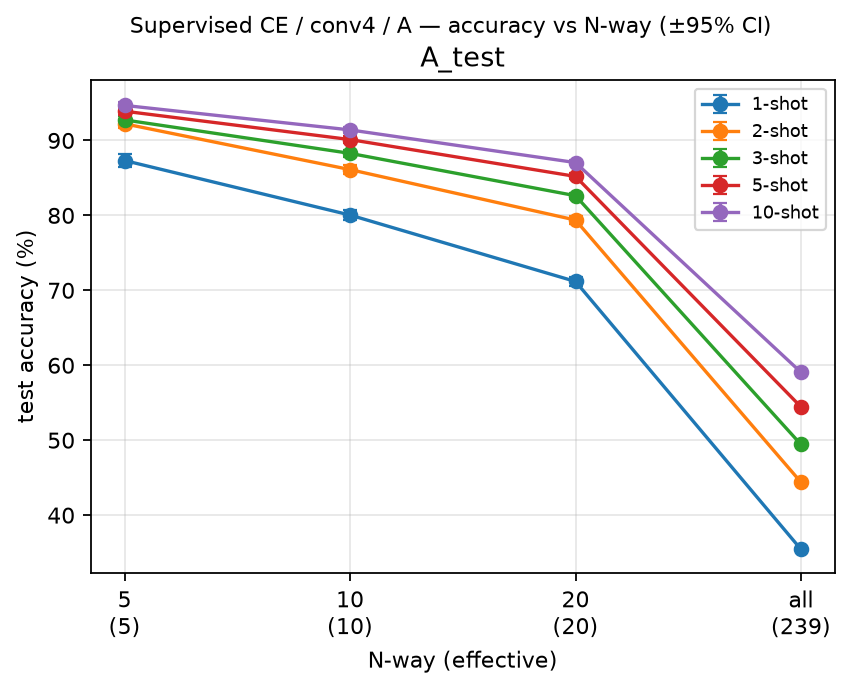 Supervised CE / conv4 / A — accuracy vs N-way (±95% CI)
A_test
1-shot
2-shot
3-shot
5-shot
10-shot
90
80
70
60
50
40
test accuracy (%)
5 10 20 all
(5) (10) (20) (239)
N-way (effective)